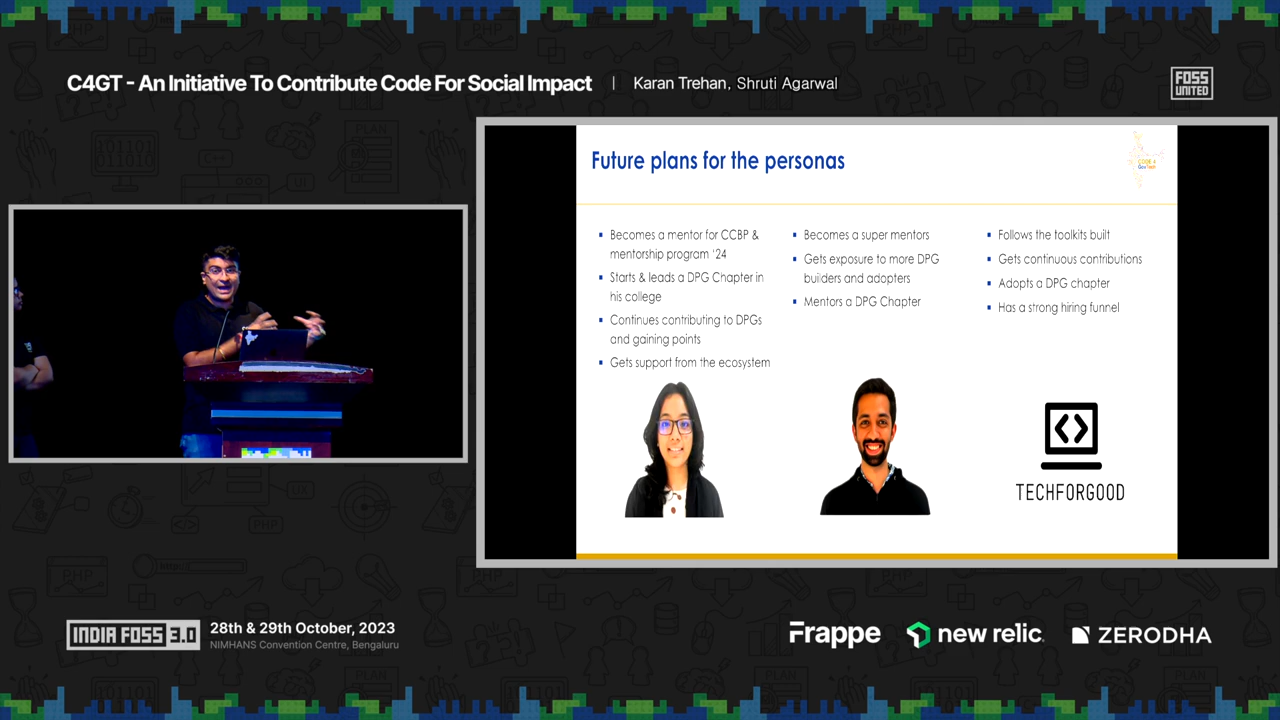 C4GT - An Initiative To Contribute Code For Social Impact | Karan Trehan, Shruti Agarwal
FOSS
UNITED
Future plans for the personas
CODE 4
GovTech
▪ Becomes a mentor for CCBP &
mentorship program '24
▪ Starts & leads a DPG Chapter in
his college
▪ Continues contributing to DPGs
and gaining points
▪ Gets support from the ecosystem
▪ Becomes a super mentors
▪ Gets exposure to more DPG
builders and adopters
▪ Mentors a DPG Chapter
▪ Follows the toolkits built
▪ Gets continuous contributions
▪ Adopts a DPG chapter
▪ Has a strong hiring funnel
TECHFORGOOD
INDIA FOSS 3.0
28th & 29th October, 2023
NIMHANS Convention Centre, Bengaluru
Frappe
new relic
ZERODHA